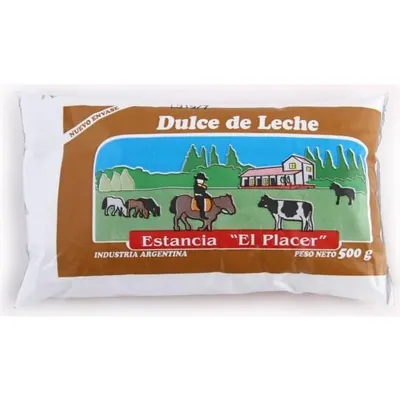 NUEVO ENVASE
Dulce de Leche
Estancia "El Placer"
INDUSTRIA ARGENTINA
PESO NETO 500 g